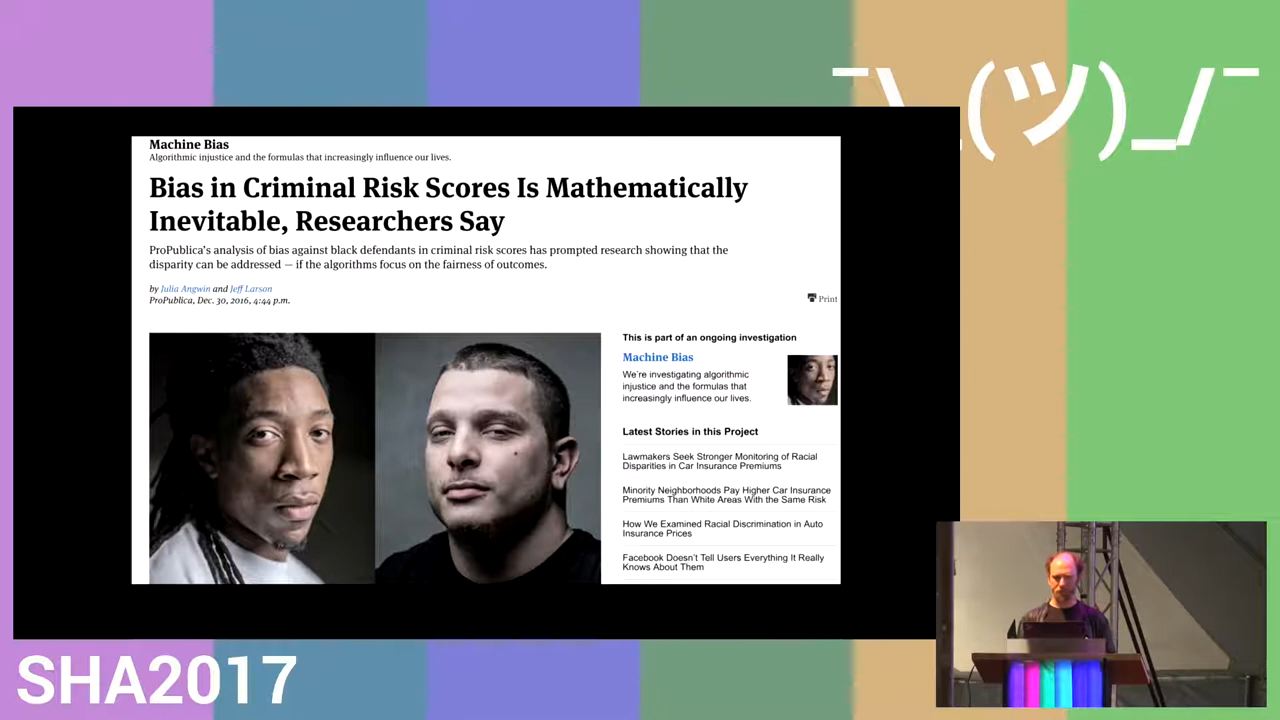 ¯\_(ツ)_/¯
Machine Bias
Algorithmic injustice and the formulas that increasingly influence our lives.
Bias in Criminal Risk Scores Is Mathematically
Inevitable, Researchers Say
ProPublica's analysis of bias against black defendants in criminal risk scores has prompted research showing that the
disparity can be addressed — if the algorithms focus on the fairness of outcomes.
by Julia Angwin and Jeff Larson
ProPublica, Dec. 30, 2016, 4:44 p.m.
Print
This is part of an ongoing investigation
Machine Bias
We're investigating algorithmic
injustice and the formulas that
increasingly influence our lives.
Latest Stories in this Project
Lawmakers Seek Stronger Monitoring of Racial
Disparities in Car Insurance Premiums
Minority Neighborhoods Pay Higher Car Insurance
Premiums Than White Areas With the Same Risk
How We Examined Racial Discrimination in Auto
Insurance Prices
Facebook Doesn't Tell Users Everything It Really
Knows About Them
SHA2017